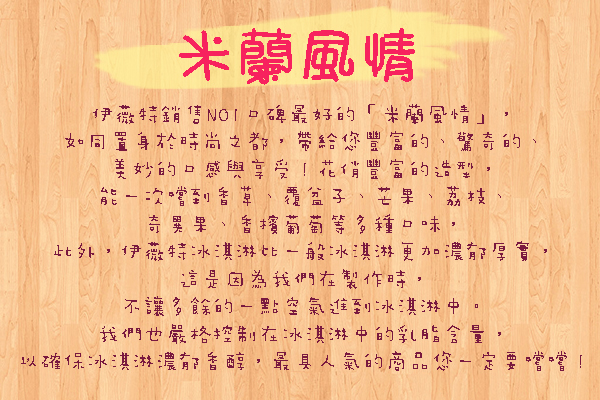 米蘭風情
伊薇特銷售NO1口碑最好的「米蘭風情」，
如同置身於時尚之都，帶給您豐富的、驚奇的、
美妙的口感與享受！花俏豐富的造型，
能一次嚐到香草、覆盆子、芒果、荔枝、
奇異果、香檳葡萄等多種口味，
此外，伊薇特冰淇淋比一般冰淇淋更加濃郁厚實，
這是因為我們在製作時，
不讓多餘的一點空氣進到冰淇淋中。
我們也嚴格控制在冰淇淋中的乳脂含量，
以確保冰淇淋濃郁香醇，最具人氣的商品您一定要嚐嚐！